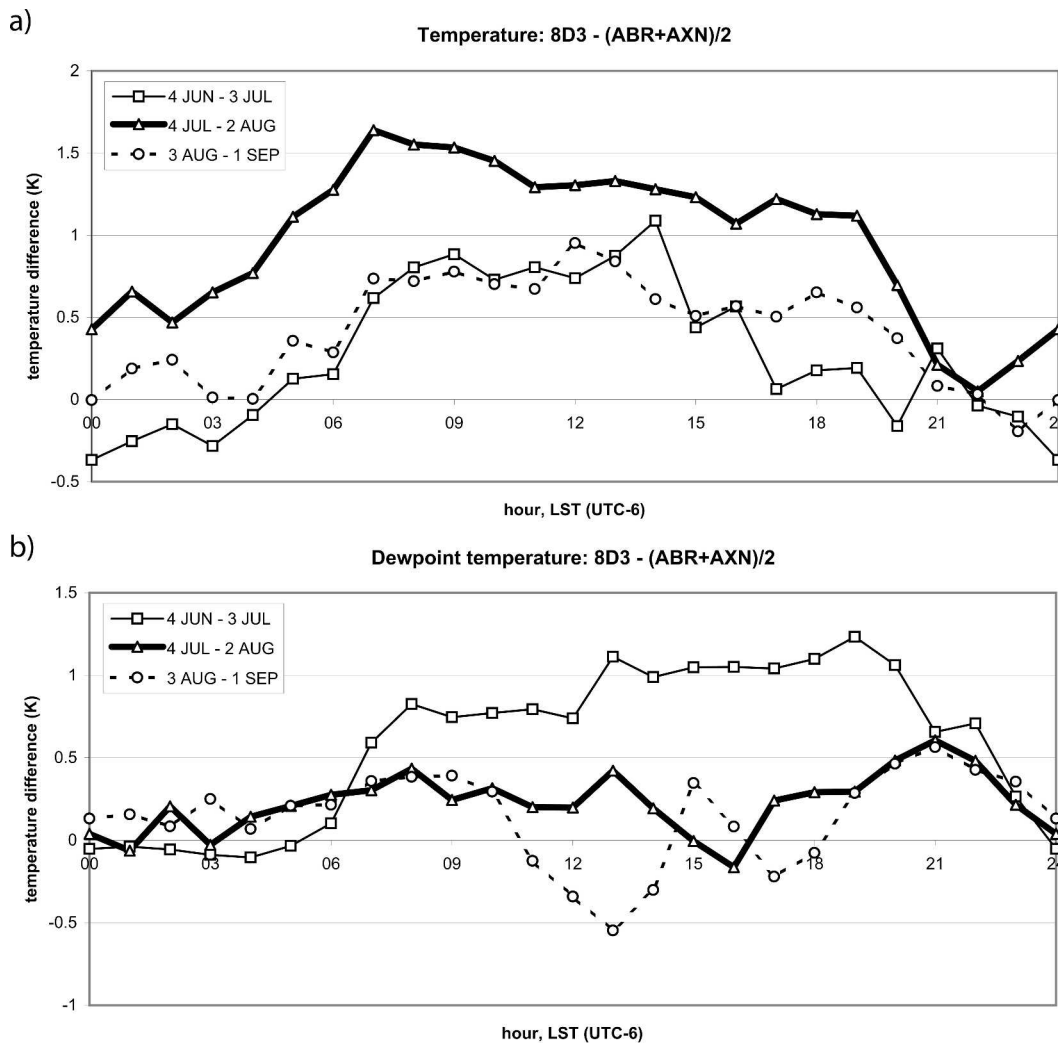 a)
Temperature: 8D3 - (ABR+AXN)/2
4 JUN - 3 JUL
4 JUL - 2 AUG
3 AUG - 1 SEP
2
1.5
1
0.5
0
-0.5
temperature difference (K)
00 03 06 09 12 15 18 21 24
hour, LST (UTC-6)
b)
Dewpoint temperature: 8D3 - (ABR+AXN)/2
4 JUN - 3 JUL
4 JUL - 2 AUG
3 AUG - 1 SEP
1.5
1
0.5
0
-0.5
-1
temperature difference (K)
00 03 06 09 12 15 18 21 24
hour, LST (UTC-6)